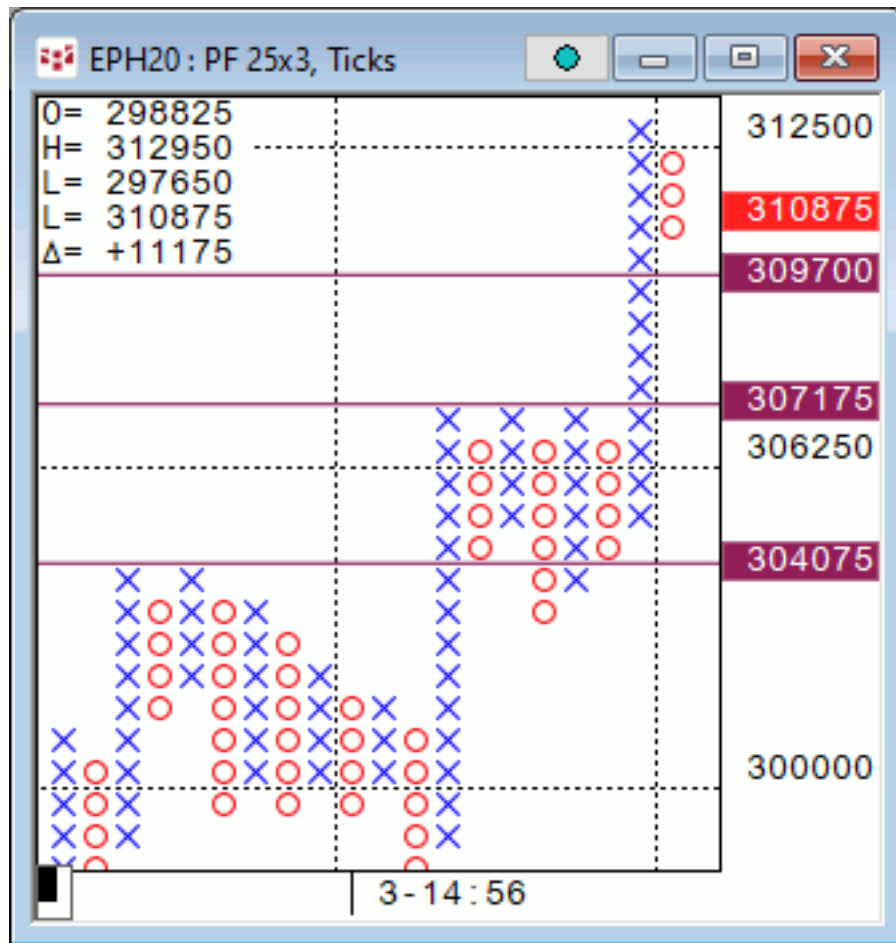 EPH20 : PF 25x3, Ticks
O= 298825
H= 312950
L= 297650
L= 310875
Δ= +11175
312500
310875
309700
307175
306250
304075
300000
3-14:56